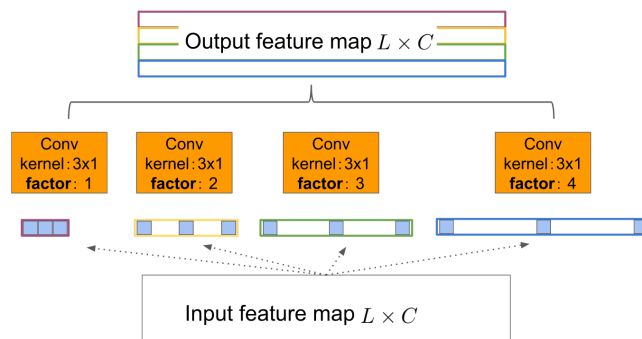 Output feature map L × C
Conv
kernel:3x1
factor: 1
Conv
kernel:3x1
factor: 2
Conv
kernel:3x1
factor: 3
Conv
kernel:3x1
factor: 4
Input feature map L × C